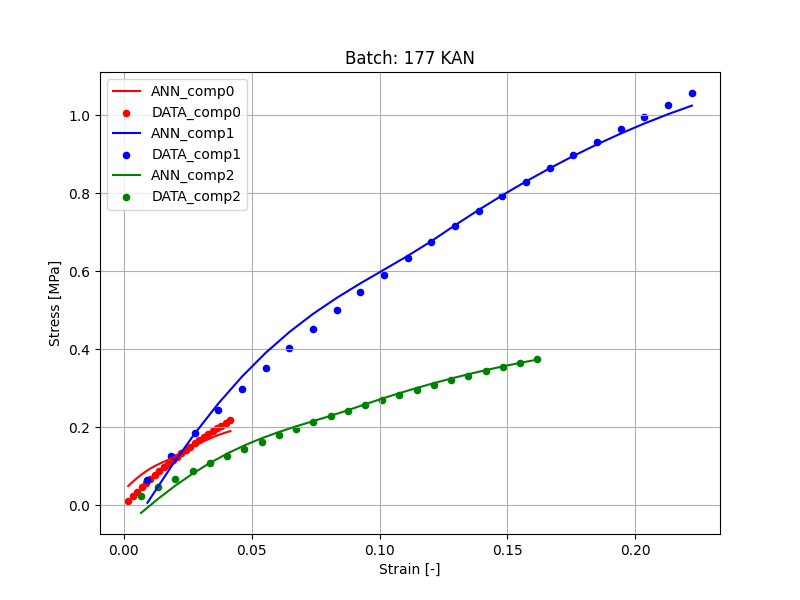 Batch: 177 KAN
ANN_comp0
DATA_comp0
ANN_comp1
DATA_comp1
ANN_comp2
DATA_comp2
Stress [MPa]
1.0
0.8
0.6
0.4
0.2
0.0
0.00 0.05 0.10 0.15 0.20
Strain [-]